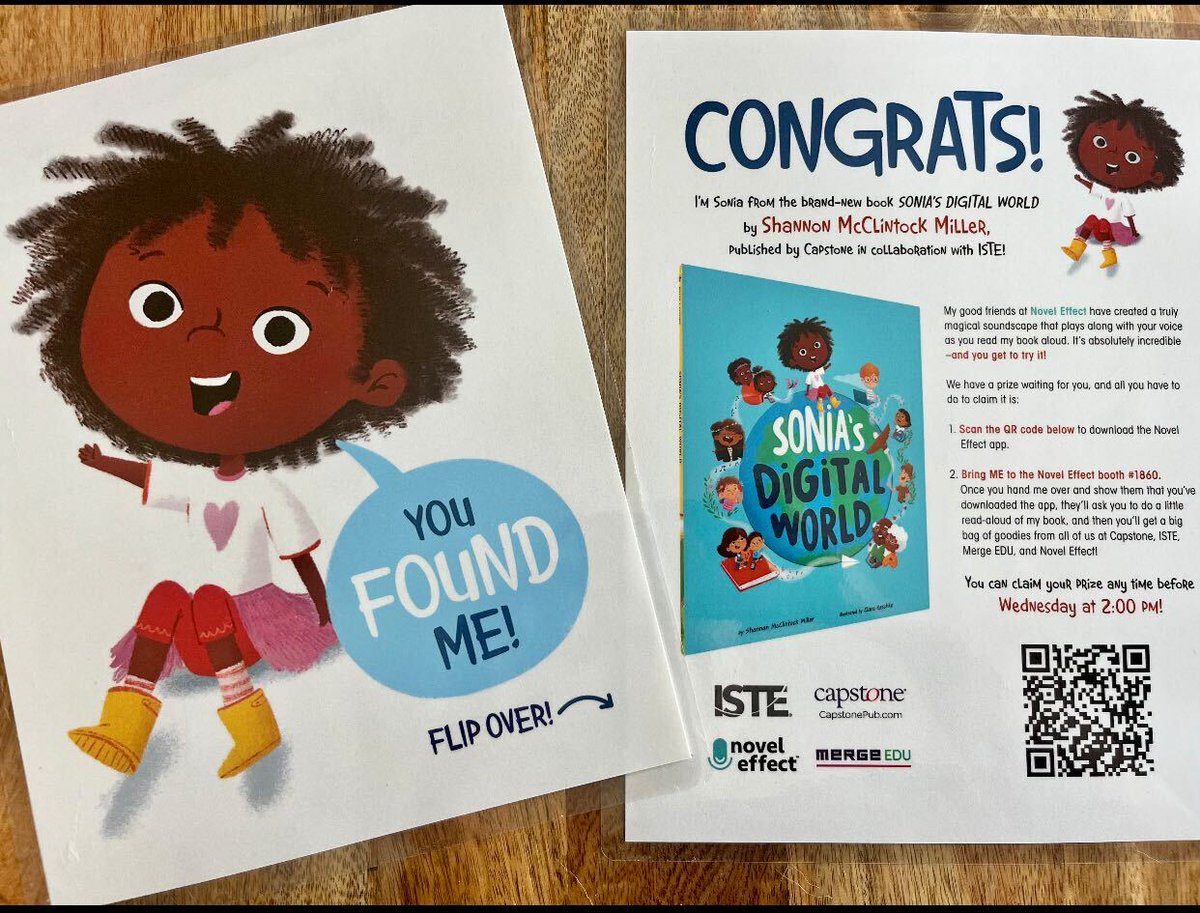 YOU
FOUND
ME!
FLIP OVER!
CONGRATS!
I'm Sonia from the brand-new book SONIA'S DIGITAL WORLD
by Shannon McClintock Miller,
published by Capstone in collaboration with ISTE!
My good friends at Novel Effect have created a truly
magical soundscape that plays along with your voice
as you read my book aloud. It's absolutely incredible
–and you get to try it!
We have a prize waiting for you, and all you have to
do to claim it is:
1. Scan the QR code below to download the Novel
Effect app.
2. Bring ME to the Novel Effect booth #1860.
Once you hand me over and show them that you've
downloaded the app, they'll ask you to do a little
read-aloud of my book, and then you'll get a big
bag of goodies from all of us at Capstone, ISTE,
Merge EDU, and Novel Effect!
You can claim your prize any time before
Wednesday at 2:00 PM!
SONIA'S
DIGITAL
WORLD
by Shannon McClintock Miller
illustrated by
ISTE
capstone
CapstonePub.com
novel
effect
MERGE EDU